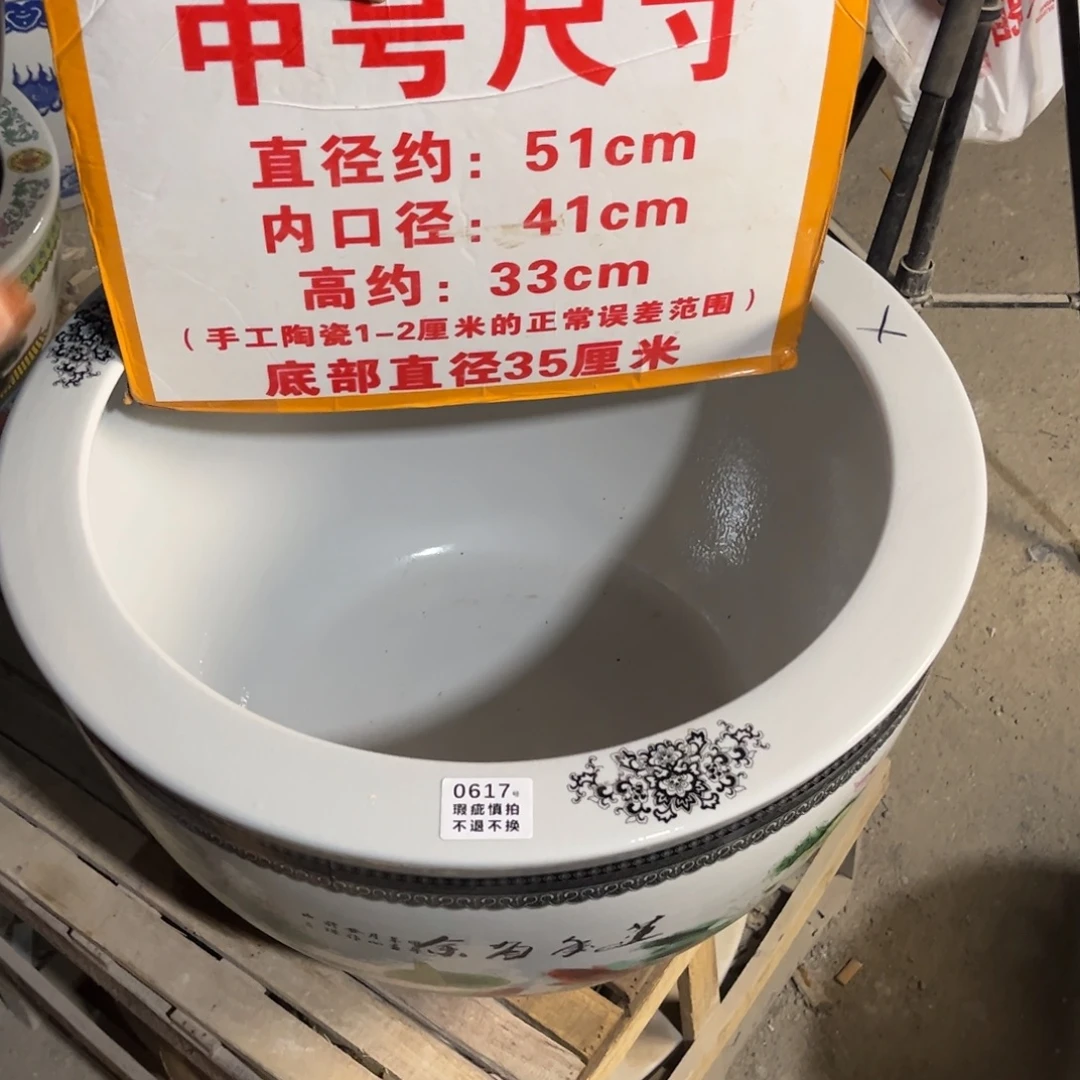 中号尺寸
直径约：51cm
内口径：41cm
高约：33cm
（手工陶瓷1-2厘米的正常误差范围）
底部直径35厘米
0617号
瑕疵慎拍
不退不换